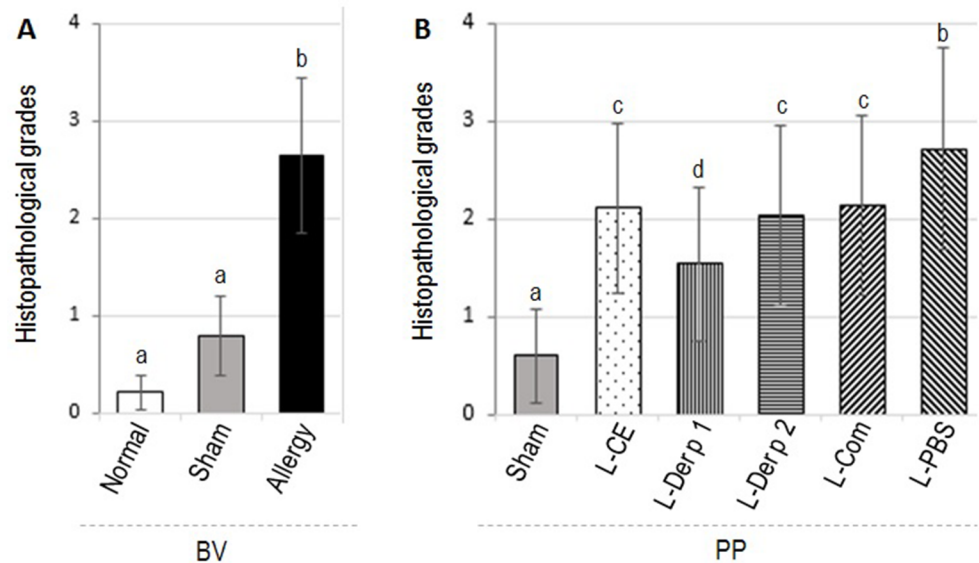 A
Histopathological grades
4
3
2
1
0
a
a
b
Normal
Sham
Allergy
BV
B
Histopathological grades
4
3
2
1
0
a
c
d
c
c
b
Sham
L-CE
L-Der p 1
L-Der p 2
L-Com
L-PBS
PP